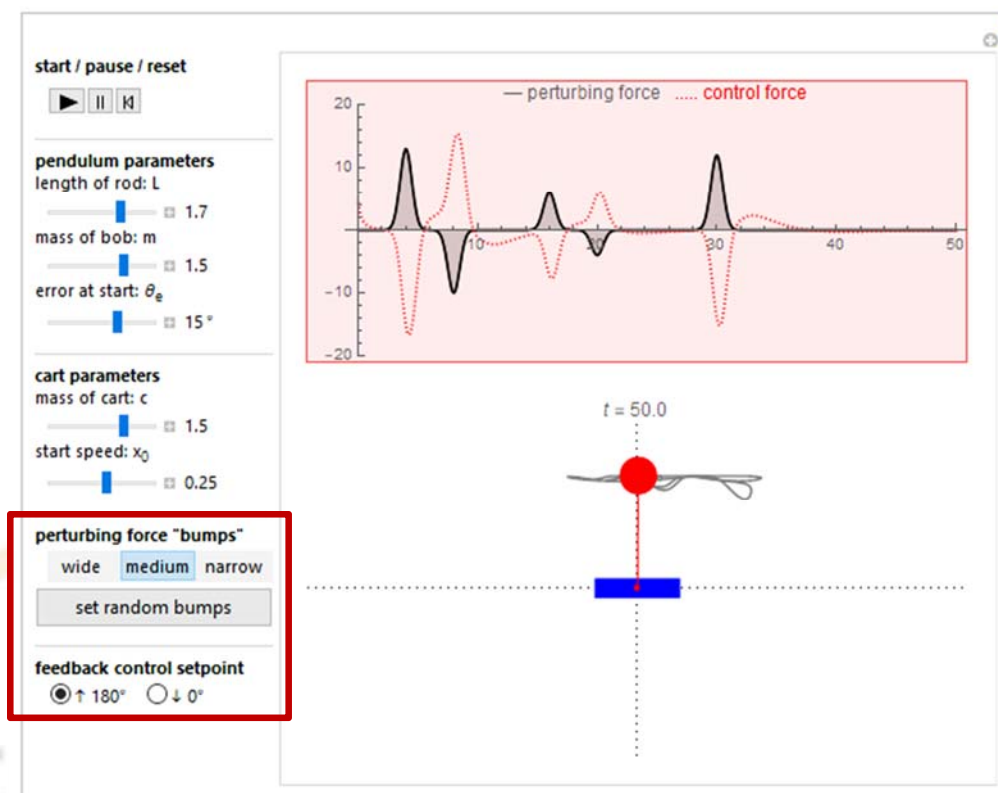 start / pause / reset
pendulum parameters
length of rod: L
1.7
mass of bob: m
1.5
error at start: θe
15 °
cart parameters
mass of cart: c
1.5
start speed: x0
0.25
perturbing force "bumps"
wide medium narrow
set random bumps
feedback control setpoint
↑ 180° ↓ 0°
— perturbing force ..... control force
20
10
-10
-20
10 20 30 40 50
t = 50.0